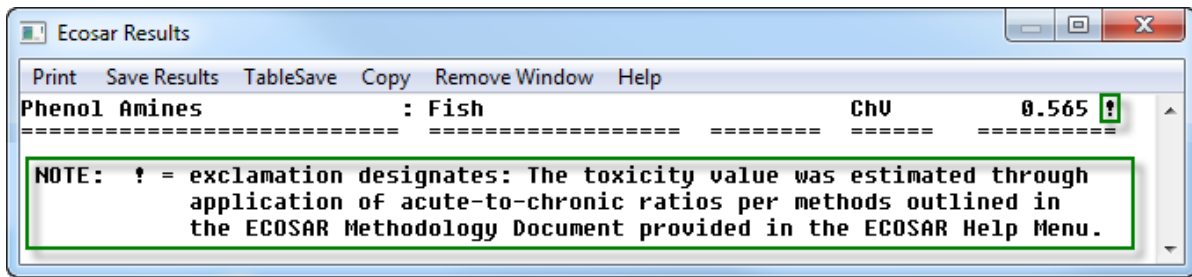 Ecosar Results
Print Save Results TableSave Copy Remove Window Help
Phenol Amines : Fish ChV 0.565 !
=========================== ================== ======== ====== ==========
NOTE: ! = exclamation designates: The toxicity value was estimated through
application of acute-to-chronic ratios per methods outlined in
the ECOSAR Methodology Document provided in the ECOSAR Help Menu.